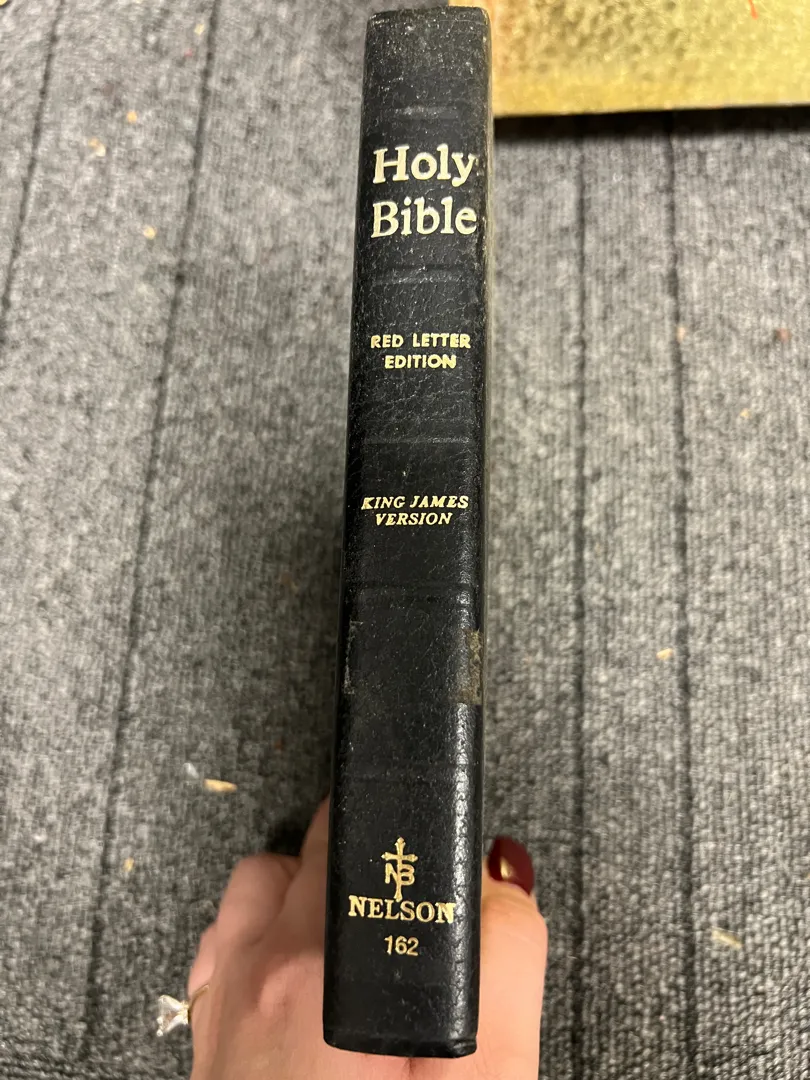 Holy
Bible
RED LETTER
EDITION
KING JAMES
VERSION
NB
NELSON
162